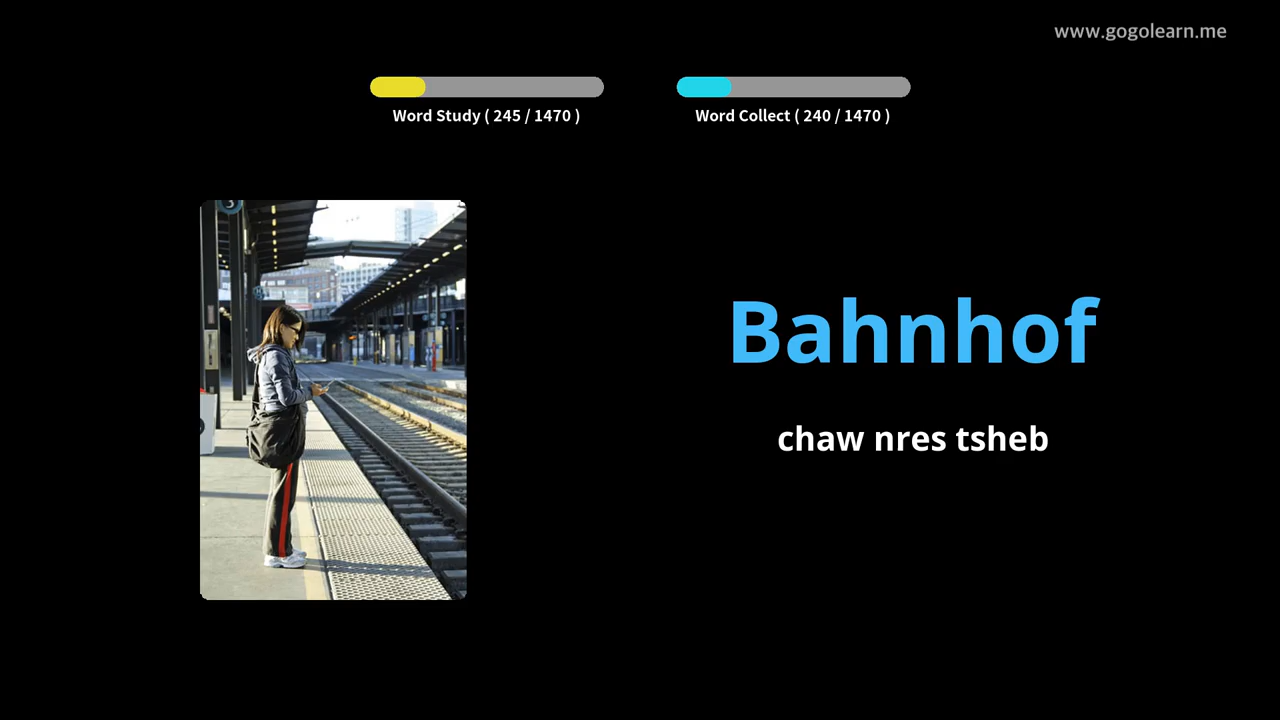 www.gogolearn.me
Word Study ( 245 / 1470 )
Word Collect ( 240 / 1470 )
Bahnhof
chaw nres tsheb